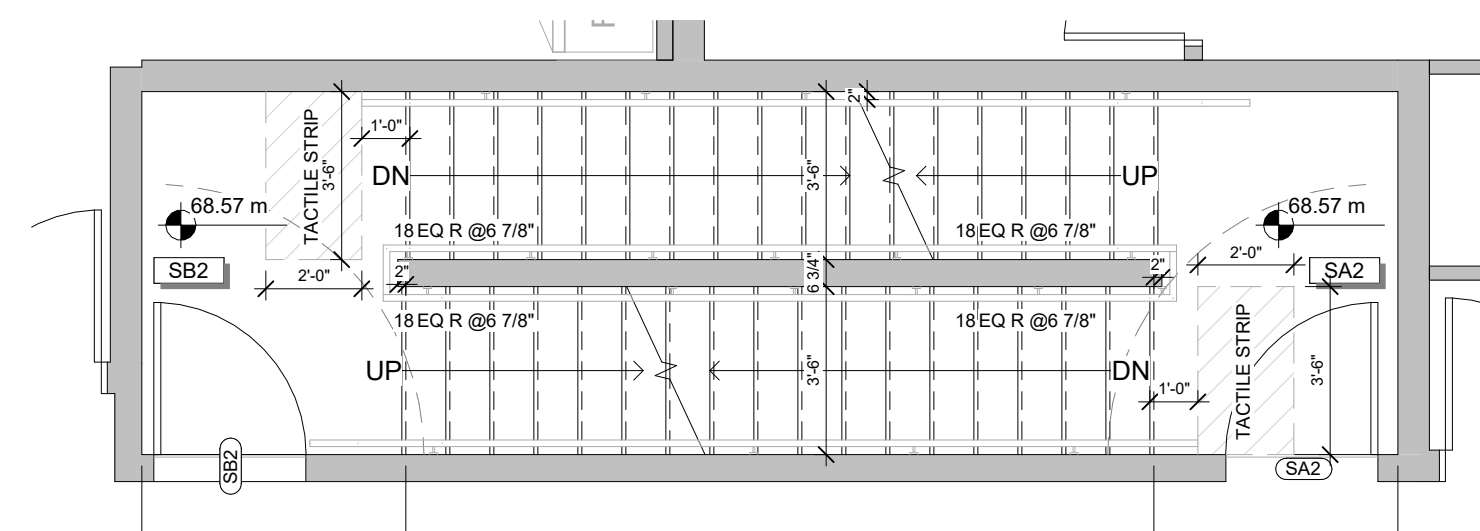 2"
1'-0"
TACTILE STRIP
3'-6"
DN
3'-6"
UP
68.57 m
68.57 m
18 EQ R @6 7/8"
18 EQ R @6 7/8"
SB2
2'-0"
2"
6 3/4"
2"
2'-0"
SA2
18 EQ R @6 7/8"
18 EQ R @6 7/8"
UP
3'-6"
DN
1'-0"
TACTILE STRIP
3'-6"
SB2
SA2